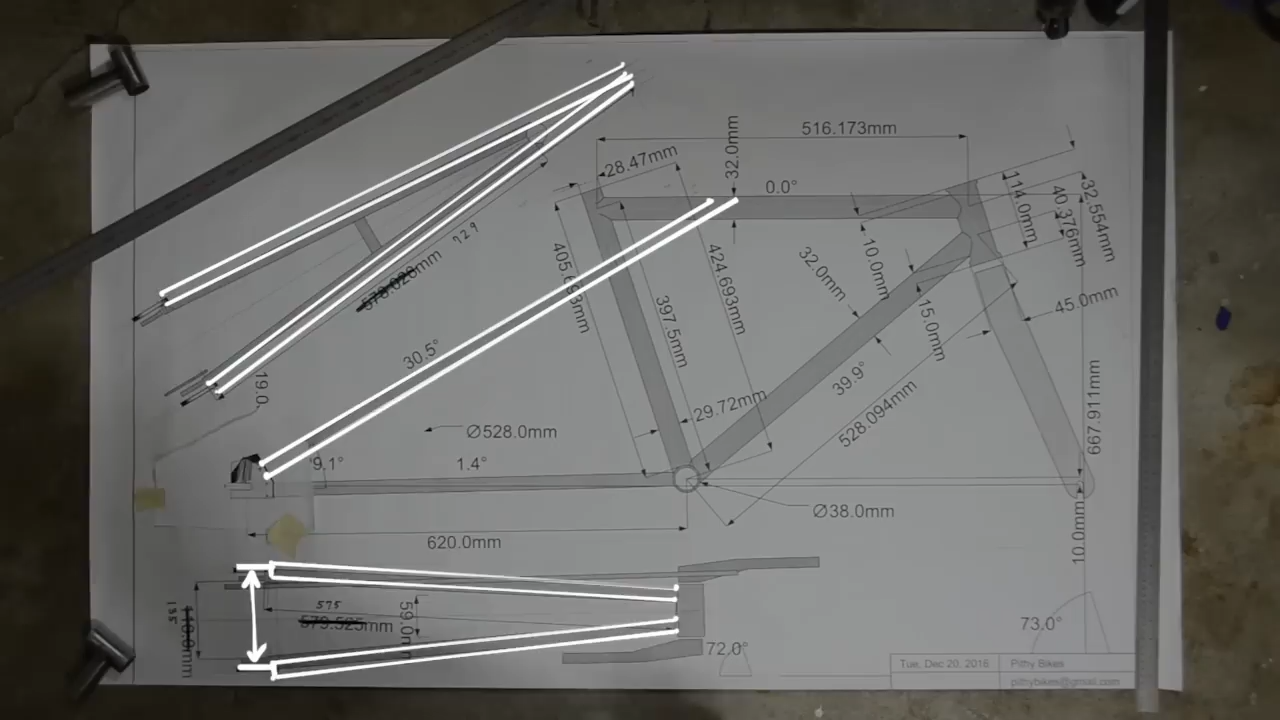 516.173mm
28.47mm
32.0mm
0.0°
114.0mm
40.376mm
32.554mm
729
405.693mm
424.693mm
397.5mm
32.0mm
10.0mm
15.0mm
45.0mm
30.5°
19.0
39.9°
528.094mm
29.72mm
667.911mm
Ø528.0mm
9.1°
1.4°
Ø38.0mm
620.0mm
10.0mm
575
579.525mm
59.0m
135
72.0°
73.0°
Tue, Dec 20, 2016 Pithy Bikes
pithybikes@gmail.com